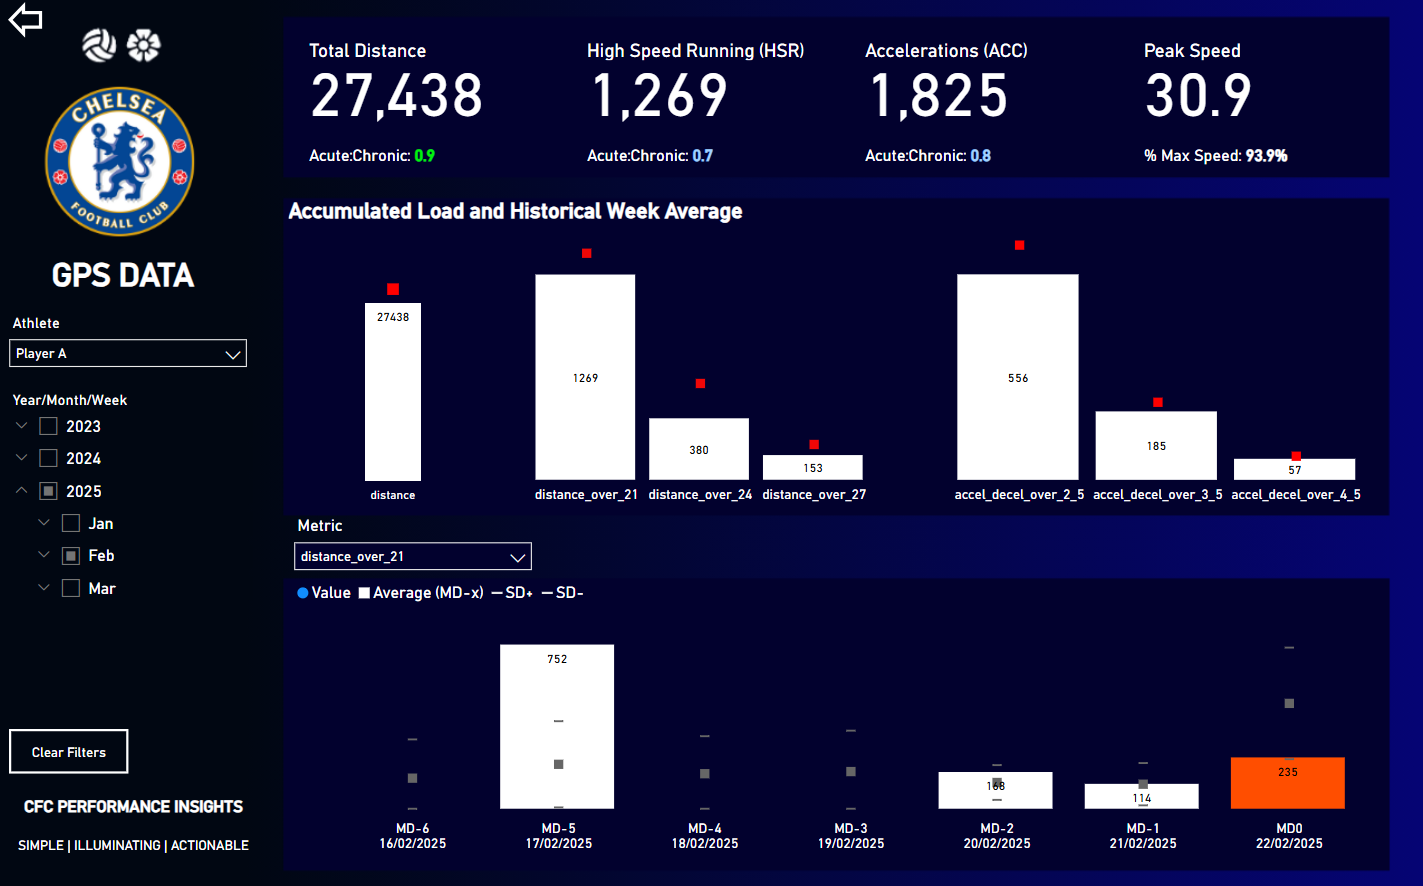 CHELSEA
FOOTBALL CLUB
GPS DATA
Athlete
Player A
Year/Month/Week
2023
2024
2025
Jan
Feb
Mar
Clear Filters
CFC PERFORMANCE INSIGHTS
SIMPLE | ILLUMINATING | ACTIONABLE
Total Distance
27,438
Acute:Chronic: 0.9
High Speed Running (HSR)
1,269
Acute:Chronic: 0.7
Accelerations (ACC)
1,825
Acute:Chronic: 0.8
Peak Speed
30.9
% Max Speed: 93.9%
Accumulated Load and Historical Week Average
27438
1269
380
153
556
185
57
distance
distance_over_21
distance_over_24
distance_over_27
accel_decel_over_2_5
accel_decel_over_3_5
accel_decel_over_4_5
Metric
distance_over_21
Value Average (MD-x) SD+ SD-
752
168
114
235
MD-6
16/02/2025
MD-5
17/02/2025
MD-4
18/02/2025
MD-3
19/02/2025
MD-2
20/02/2025
MD-1
21/02/2025
MD0
22/02/2025